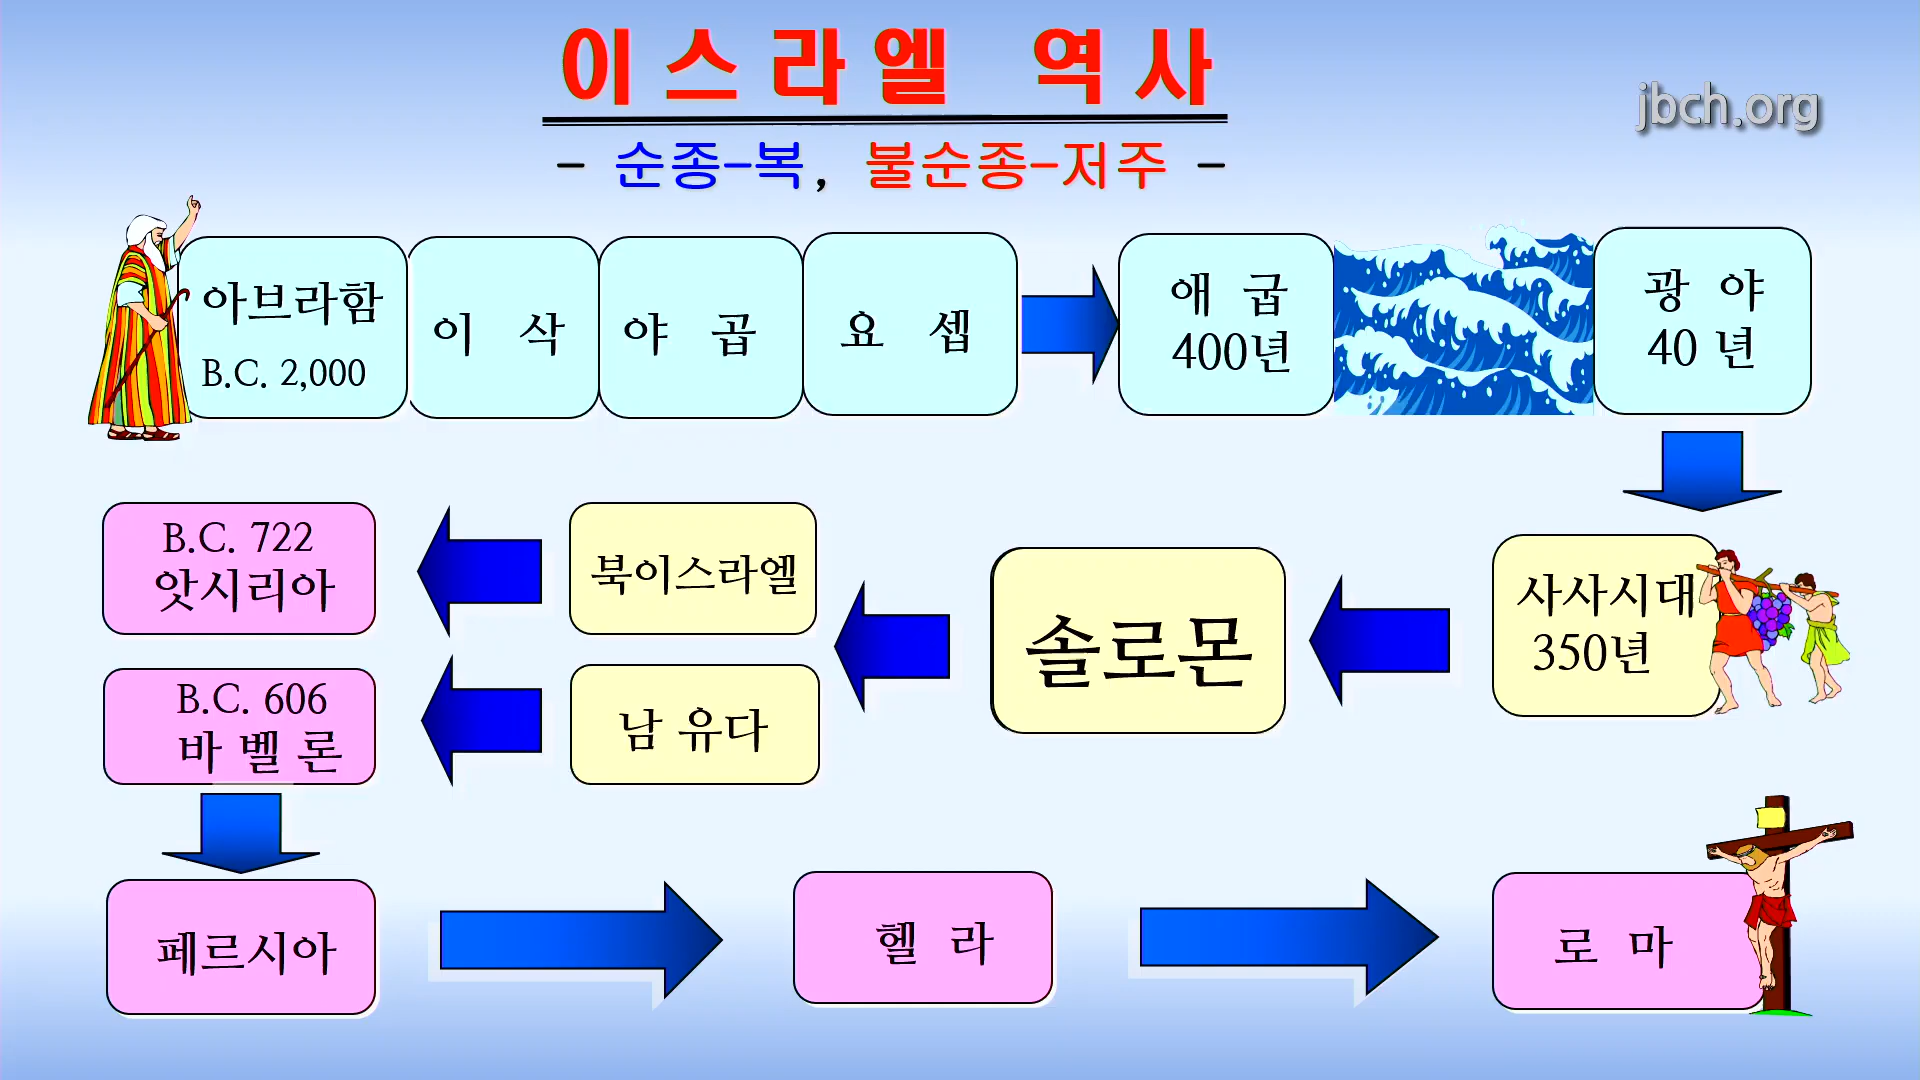 이스라엘 역사
jbch.org
- 순종-복, 불순종-저주 -
아브라함
B.C. 2,000
이 삭
야 곱
요 셉
애 굽
400년
광 야
40 년
B.C. 722
앗시리아
북이스라엘
솔로몬
사사시대
350년
B.C. 606
바 벨 론
남 유다
페르시아
헬 라
로 마